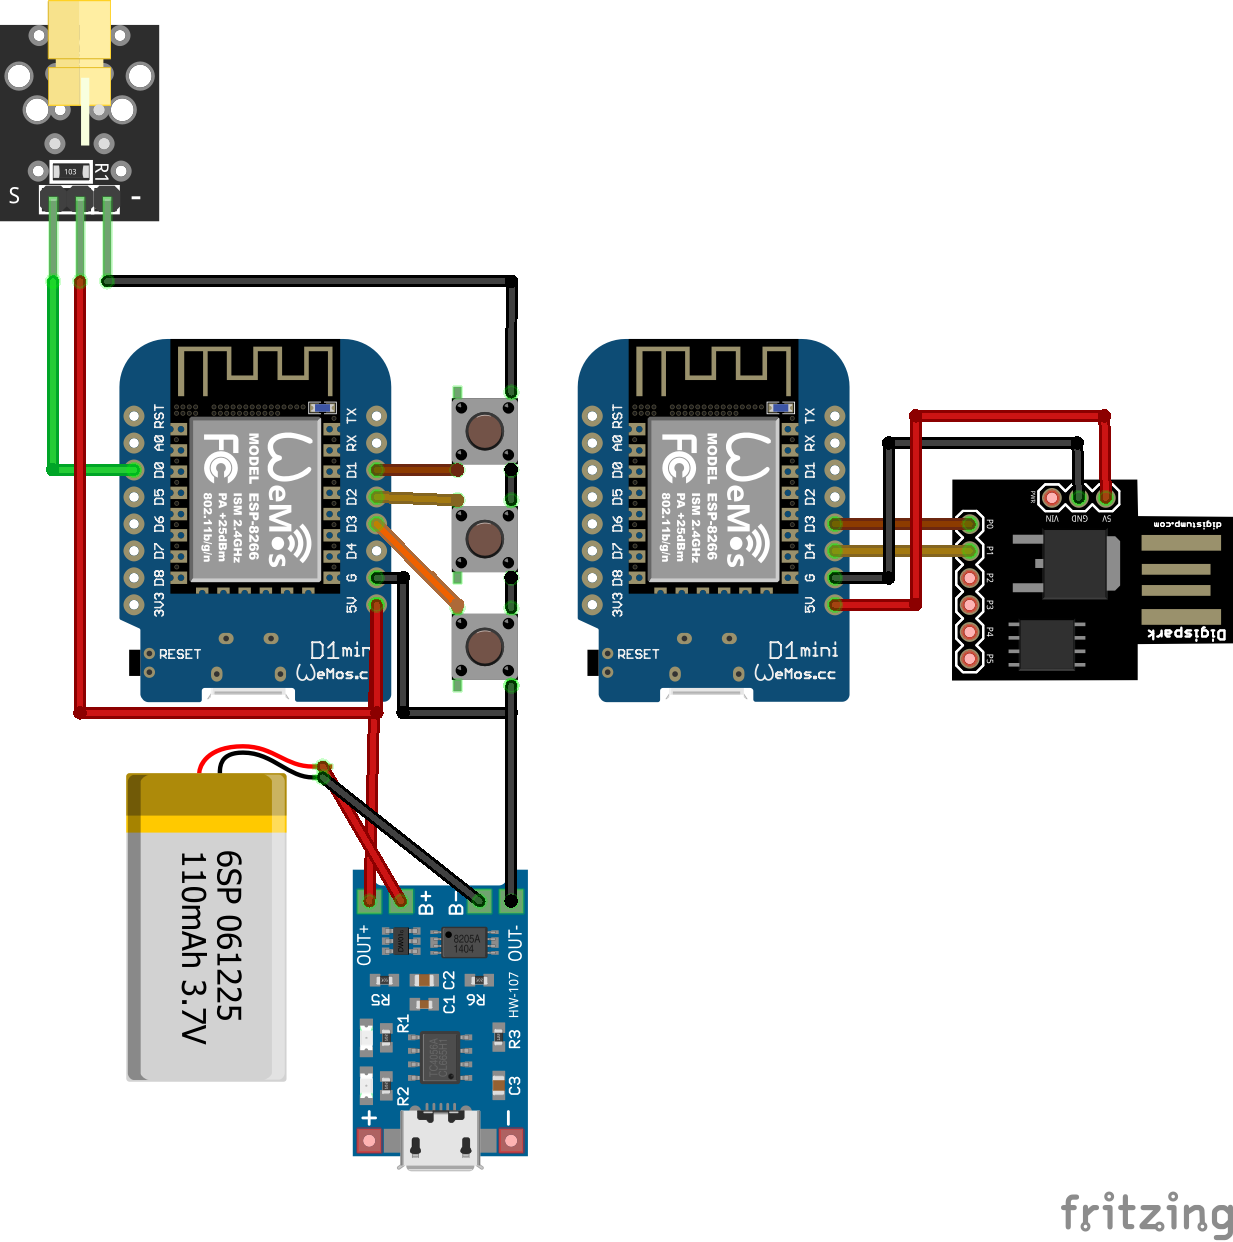 103
R1
S
-
RST
A0
D0
D5
D6
D7
D8
3V3
TX
RX
D1
D2
D3
D4
G
5V
WeMos
MODEL ESP-8266
ISM 2.4GHz
PA +25dBm
802.11b/g/n
FC
RESET
D1min
WeMos.c
RST
A0
D0
D5
D6
D7
D8
3V3
TX
RX
D1
D2
D3
D4
G
5V
WeMos
MODEL ESP-8266
ISM 2.4GHz
PA +25dBm
802.11b/g/n
FC
RESET
D1mini
WeMos.cc
PWR
VIN
GND
5V
P0
P1
P2
P3
P4
P5
digistump.com
Digispark
6SP 061225
110mAh 3.7V
OUT+
B+
B-
OUT-
8205A
1404
R5
C2
C1
R6
HW-107
R1
R3
R2
C3
+
-
fritzing